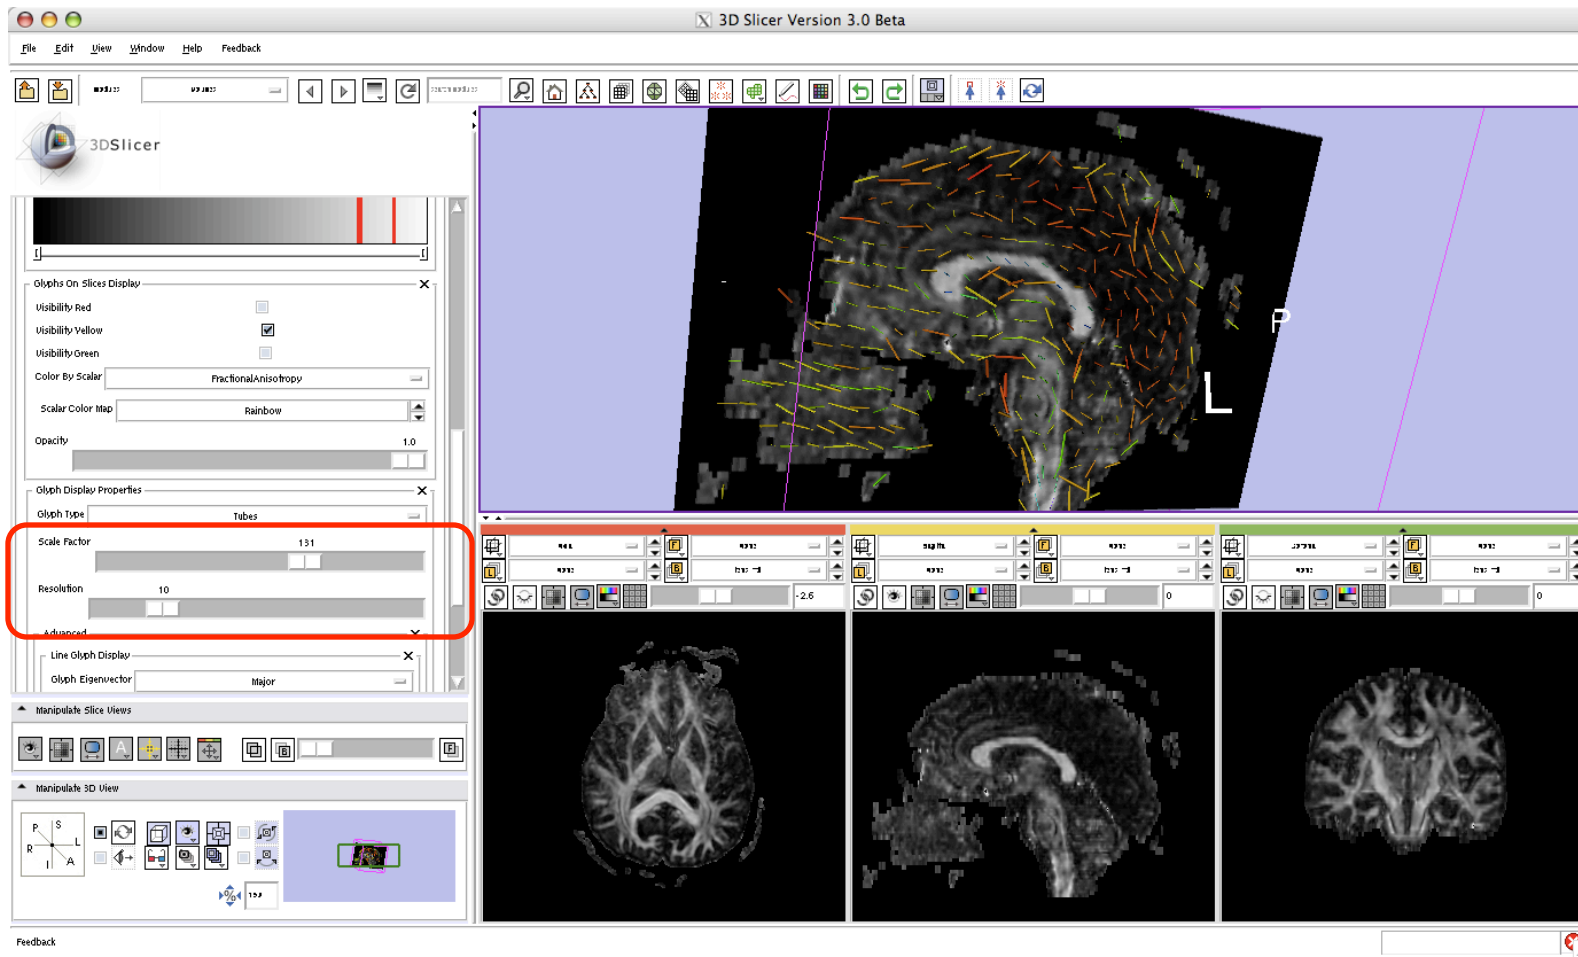 3D Slicer Version 3.0 Beta
File Edit View Window Help Feedback
3DSlicer
Glyphs On Slices Display
Visibility Red
Visibility Yellow
Visibility Green
Color By Scalar FractionalAnisotropy
Scalar Color Map Rainbow
Opacity 1.0
Glyph Display Properties
Glyph Type Tubes
Scale Factor 131
Resolution 10
Advanced
Line Glyph Display
Glyph Eigenvector Major
Manipulate Slice Views
A
B
F
Manipulate 3D View
P S
R L
I A
%
P
L
F
L
B
-2.6
F
L
B
0
F
L
B
0
Feedback